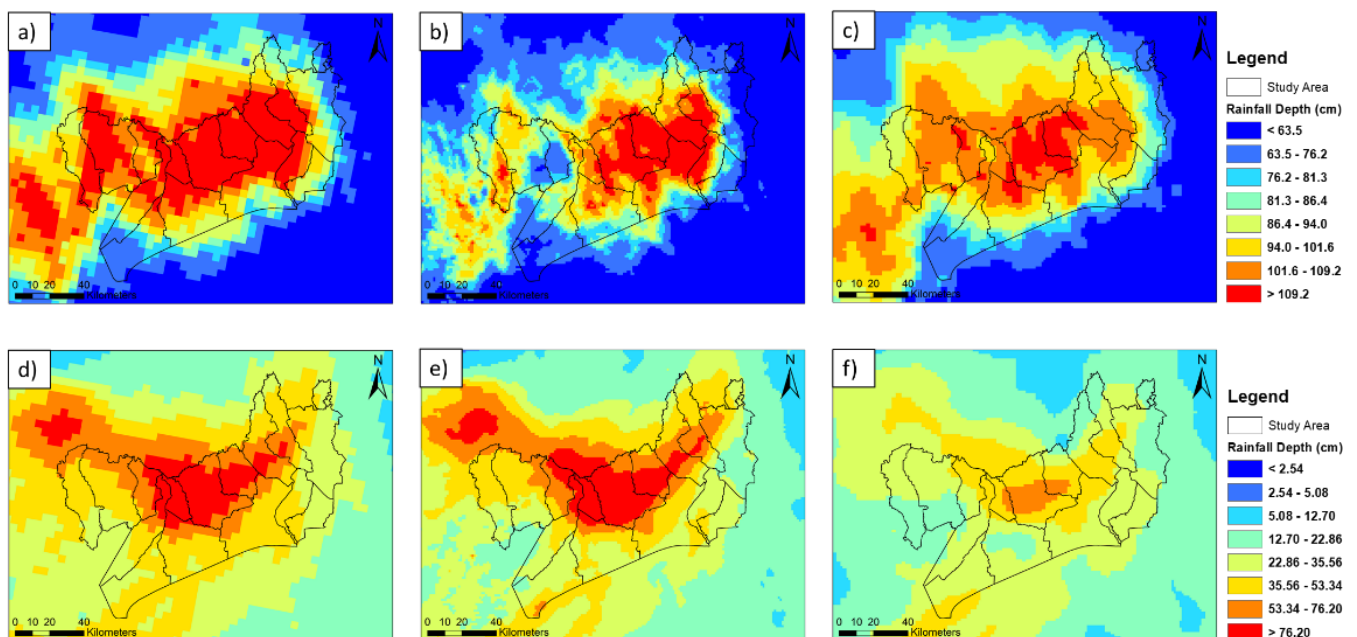 a)
N
0 10 20 40
Kilometers
b)
N
0 10 20 40
Kilometers
c)
N
0 10 20 40
Kilometers
Legend
Study Area
Rainfall Depth (cm)
< 63.5
63.5 - 76.2
76.2 - 81.3
81.3 - 86.4
86.4 - 94.0
94.0 - 101.6
101.6 - 109.2
> 109.2
d)
N
0 10 20 40
Kilometers
e)
N
0 10 20 40
Kilometers
f)
N
0 10 20 40
Kilometers
Legend
Study Area
Rainfall Depth (cm)
< 2.54
2.54 - 5.08
5.08 - 12.70
12.70 - 22.86
22.86 - 35.56
35.56 - 53.34
53.34 - 76.20
> 76.20